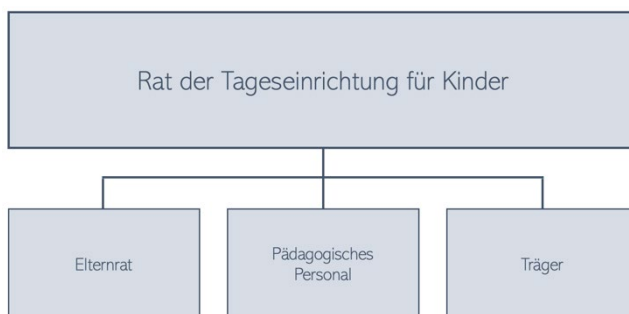 Rat der Tageseinrichtung für Kinder
Elternrat
Pädagogisches
Personal
Träger